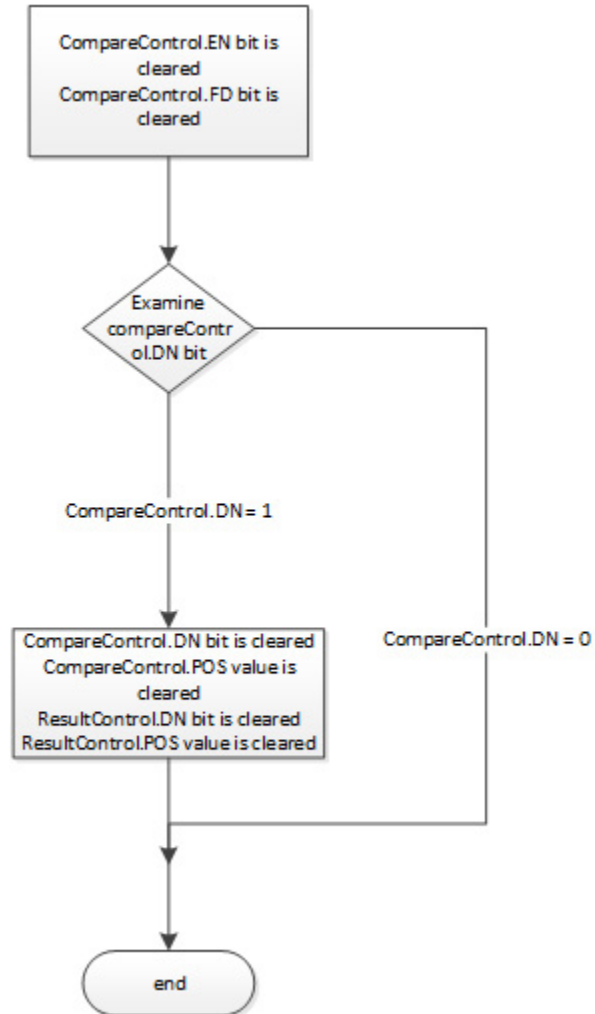 CompareControl.EN bit is
cleared
CompareControl.FD bit is
cleared
Examine
compareContr
ol.DN bit
CompareControl.DN = 1
CompareControl.DN bit is cleared
CompareControl.POS value is
cleared
ResultControl.DN bit is cleared
ResultControl.POS value is cleared
CompareControl.DN = 0
end